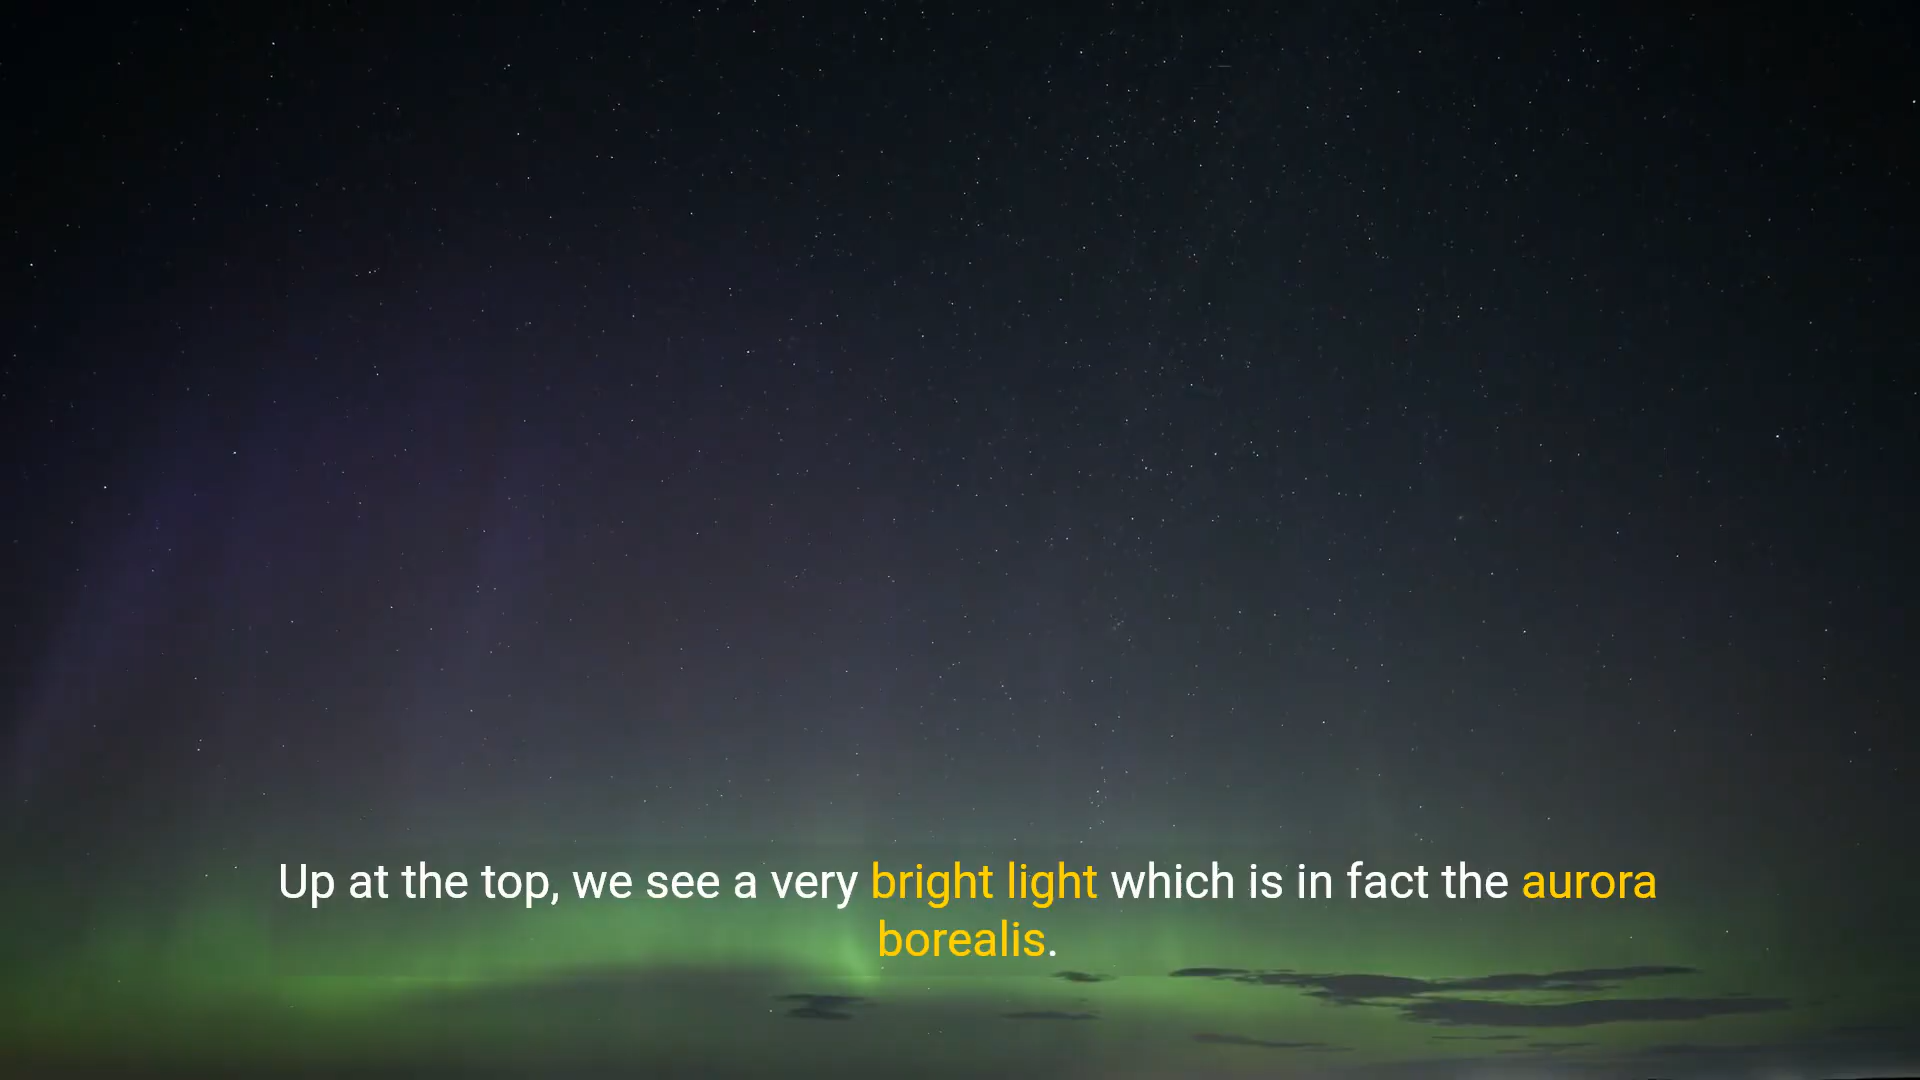 Up at the top, we see a very bright light which is in fact the aurora
borealis.